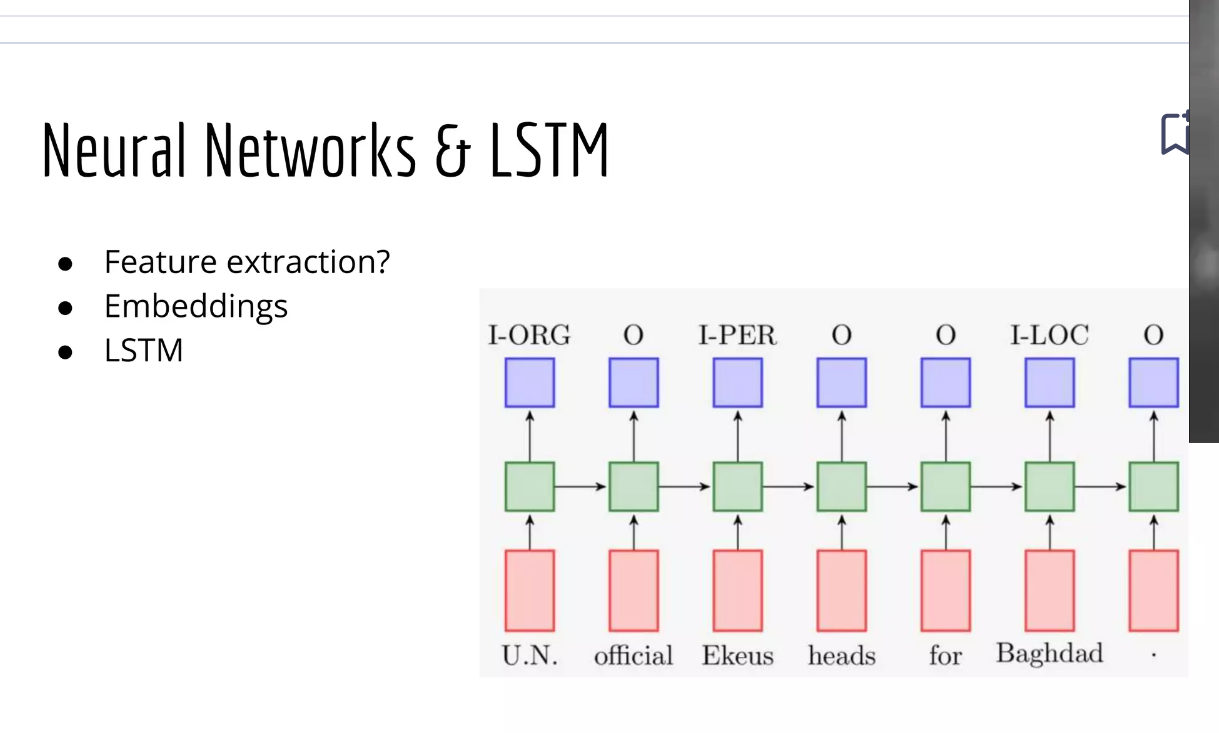 Neural Networks & LSTM
● Feature extraction?
● Embeddings
● LSTM
I-ORG O I-PER O O I-LOC O
U.N. official Ekeus heads for Baghdad .